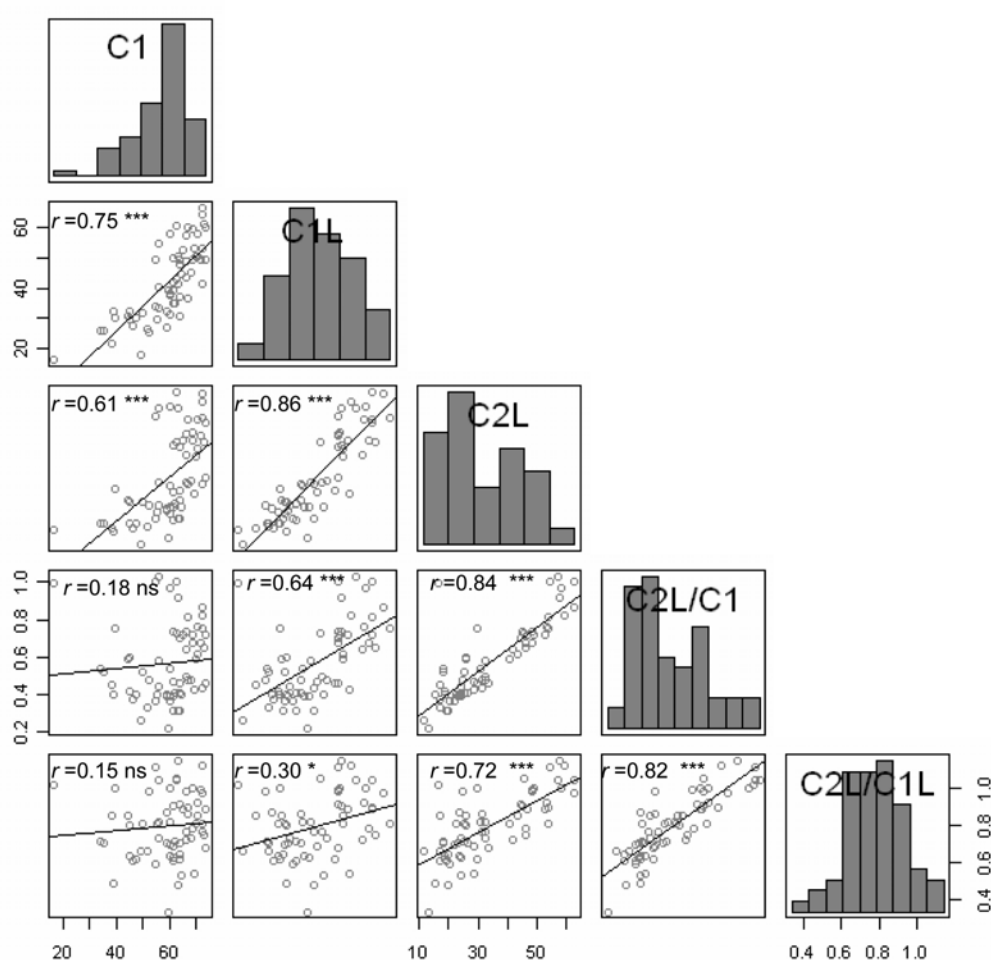 C1
r=0.75 ***
C1L
60
40
20
r=0.61 ***
r=0.86 ***
C2L
r=0.18 ns
r=0.64 ***
r=0.84 ***
C2L/C1
1.0
0.8
0.6
0.4
0.2
r=0.15 ns
r=0.30 *
r=0.72 ***
r=0.82 ***
C2L/C1L
1.0
0.8
0.6
0.4
20 40 60
10 30 50
0.4 0.6 0.8 1.0